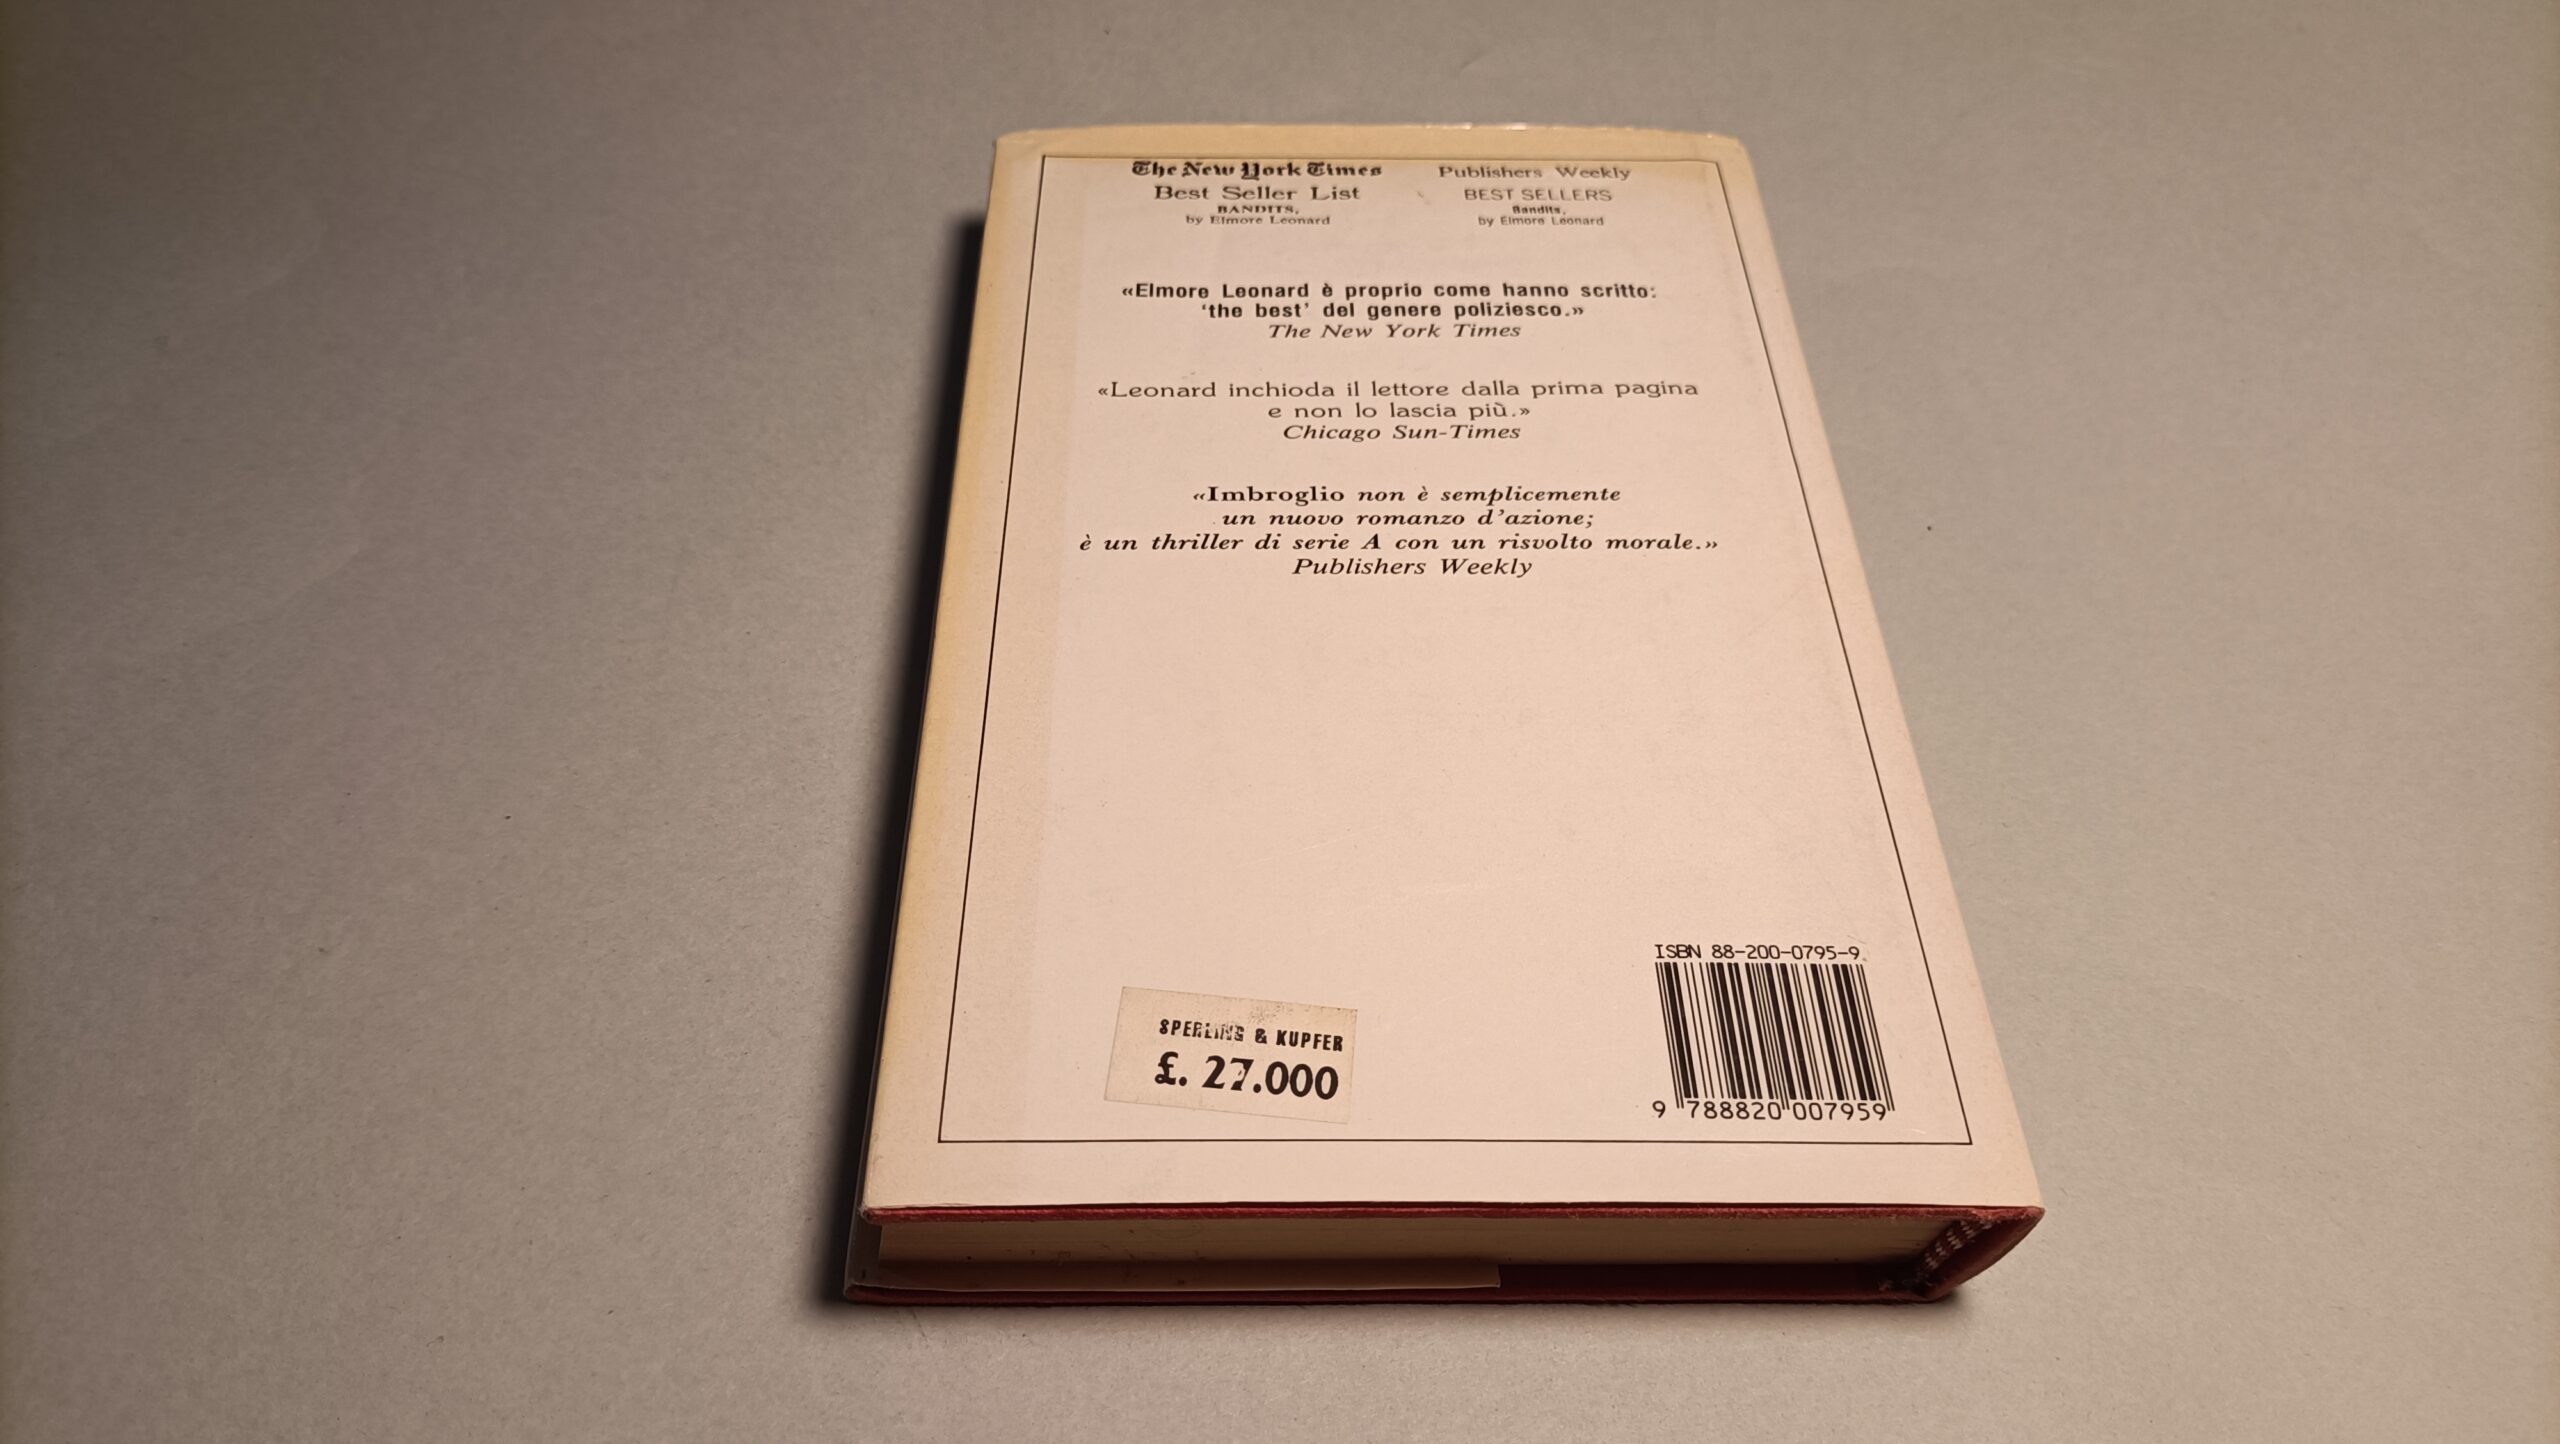 The New York Times
Best Seller List
BANDITS,
by Elmore Leonard
Publishers Weekly
BEST SELLERS
Bandits,
by Elmore Leonard
«Elmore Leonard è proprio come hanno scritto:
‘the best’ del genere poliziesco.»
The New York Times
«Leonard inchioda il lettore dalla prima pagina
e non lo lascia più.»
Chicago Sun-Times
«Imbroglio non è semplicemente
un nuovo romanzo d’azione;
è un thriller di serie A con un risvolto morale.»
Publishers Weekly
ISBN 88-200-0795-9
SPERLING & KUPFER
£. 27.000
9 788820 007959